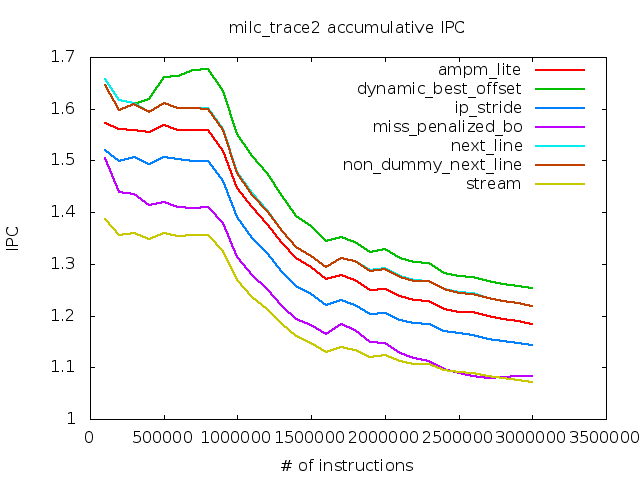 milc_trace2 accumulative IPC
1.7
1.6
1.5
1.4
1.3
1.2
1.1
1
IPC
ampm_lite
dynamic_best_offset
ip_stride
miss_penalized_bo
next_line
non_dummy_next_line
stream
0 500000 1000000 1500000 2000000 2500000 3000000 3500000
# of instructions